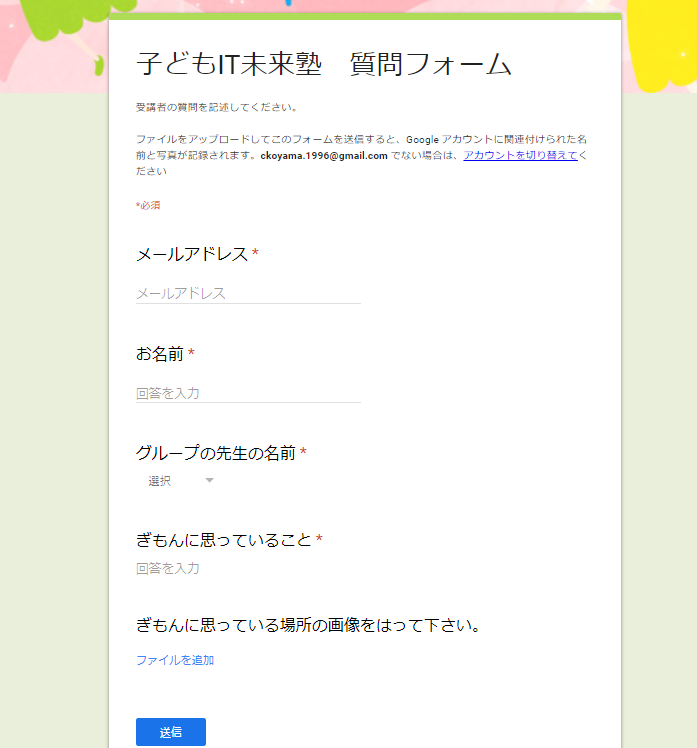 子どもIT未来塾　質問フォーム
受講者の質問を記述してください。
ファイルをアップロードしてこのフォームを送信すると、Google アカウントに関連付けられた名
前と写真が記録されます。ckoyama.1996@gmail.com でない場合は、アカウントを切り替えてく
ださい
*必須
メールアドレス *
メールアドレス
お名前 *
回答を入力
グループの先生の名前 *
選択
ぎもんに思っていること *
回答を入力
ぎもんに思っている場所の画像をはって下さい。
ファイルを追加
送信